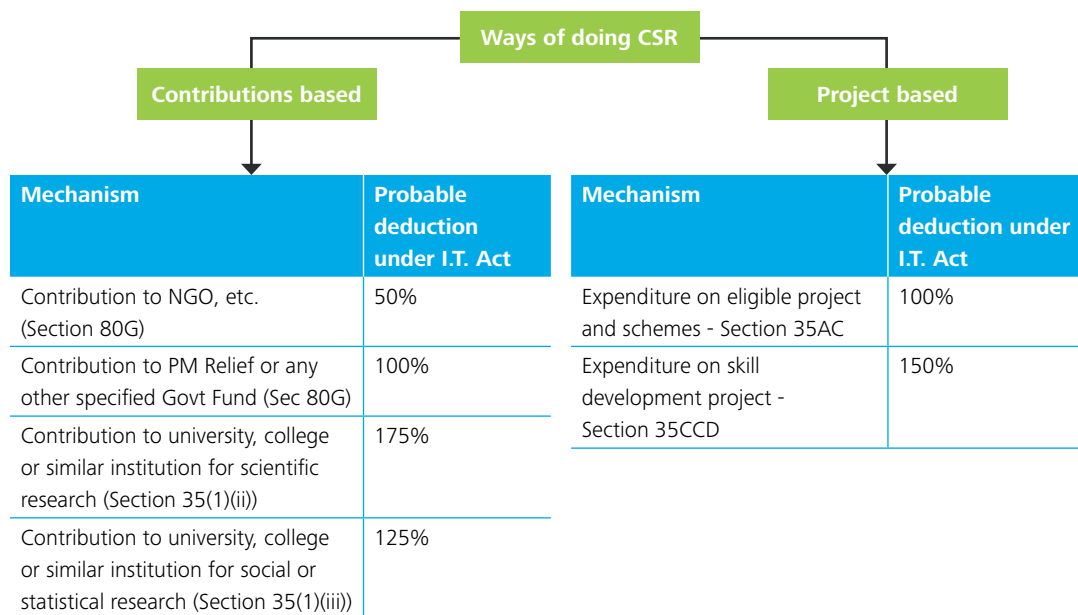 Ways of doing CSR
Contributions based
Project based
Mechanism
Probable
deduction
under I.T. Act
Contribution to NGO, etc.
(Section 80G)
50%
Contribution to PM Relief or any
other specified Govt Fund (Sec 80G)
100%
Contribution to university, college
or similar institution for scientific
research (Section 35(1)(ii))
175%
Contribution to university, college
or similar institution for social or
statistical research (Section 35(1)(iii))
125%
Mechanism
Probable
deduction under
I.T. Act
Expenditure on eligible project
and schemes - Section 35AC
100%
Expenditure on skill
development project -
Section 35CCD
150%